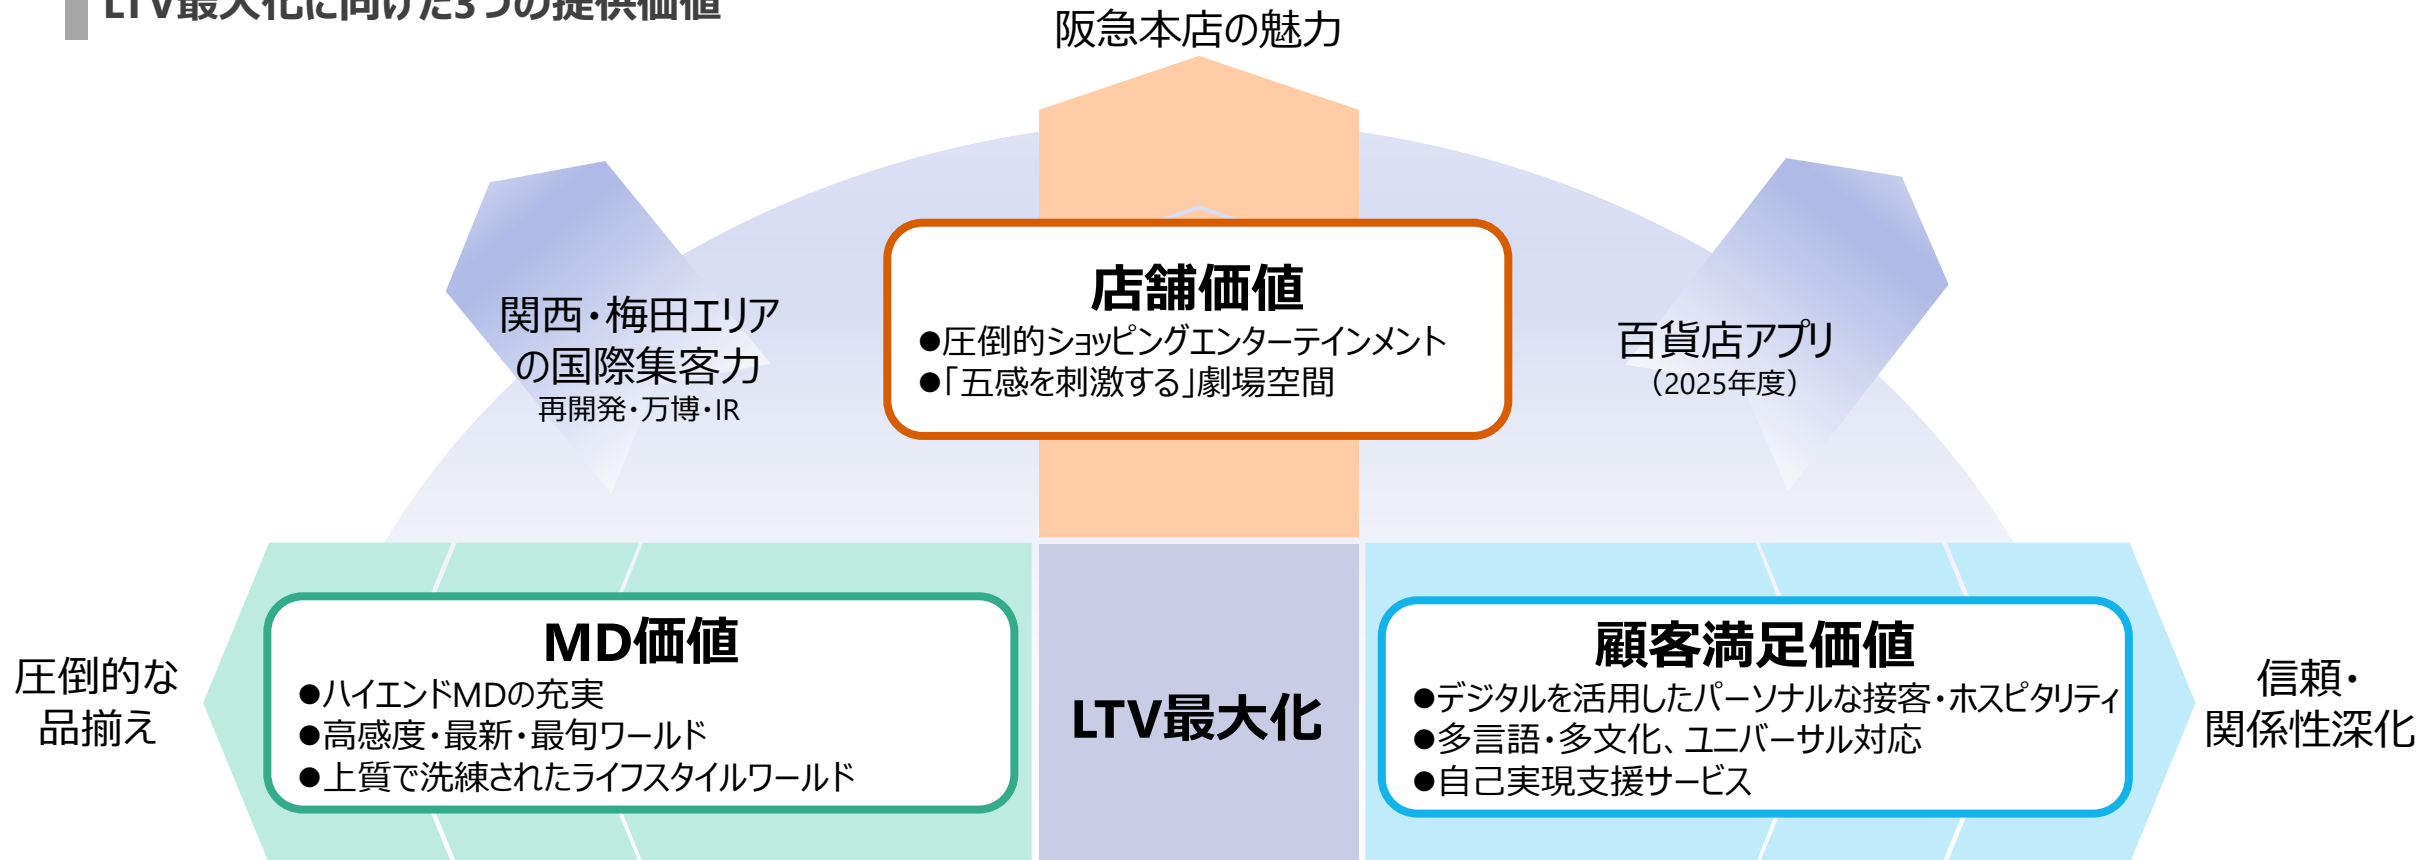 LTV最大化に向けた3つの提供価値
阪急本店の魅力
関西・梅田エリア
の国際集客力
再開発・万博・IR
店舗価値
●圧倒的ショッピングエンターテインメント
●「五感を刺激する」劇場空間
百貨店アプリ
（2025年度）
圧倒的な
品揃え
MD価値
●ハイエンドMDの充実
●高感度・最新・最旬ワールド
●上質で洗練されたライフスタイルワールド
LTV最大化
顧客満足価値
●デジタルを活用したパーソナルな接客・ホスピタリティ
●多言語・多文化、ユニバーサル対応
●自己実現支援サービス
信頼・
関係性深化